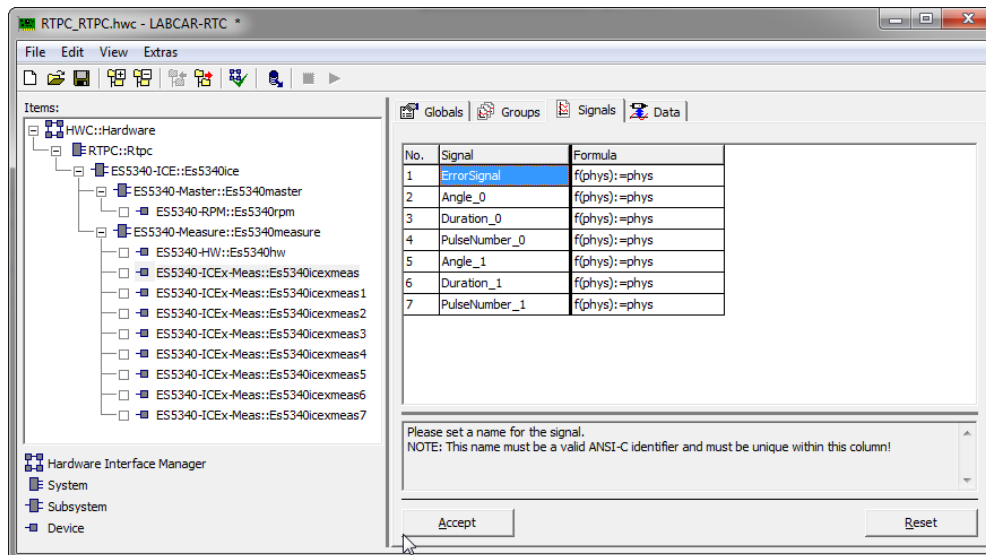 RTPC_RTPC.hwc - LABCAR-RTC *
File Edit View Extras
Items:
HWC::Hardware
RTPC::Rtpc
ES5340-ICE::Es5340ice
ES5340-Master::Es5340master
ES5340-RPM::Es5340rpm
ES5340-Measure::Es5340measure
ES5340-HW::Es5340hw
ES5340-ICEx-Meas::Es5340icexmeas
ES5340-ICEx-Meas::Es5340icexmeas1
ES5340-ICEx-Meas::Es5340icexmeas2
ES5340-ICEx-Meas::Es5340icexmeas3
ES5340-ICEx-Meas::Es5340icexmeas4
ES5340-ICEx-Meas::Es5340icexmeas5
ES5340-ICEx-Meas::Es5340icexmeas6
ES5340-ICEx-Meas::Es5340icexmeas7
Hardware Interface Manager
System
Subsystem
Device
Globals Groups Signals Data
No. Signal Formula
1 ErrorSignal f(phys):=phys
2 Angle_0 f(phys):=phys
3 Duration_0 f(phys):=phys
4 PulseNumber_0 f(phys):=phys
5 Angle_1 f(phys):=phys
6 Duration_1 f(phys):=phys
7 PulseNumber_1 f(phys):=phys
Please set a name for the signal.
NOTE: This name must be a valid ANSI-C identifier and must be unique within this column!
Accept Reset